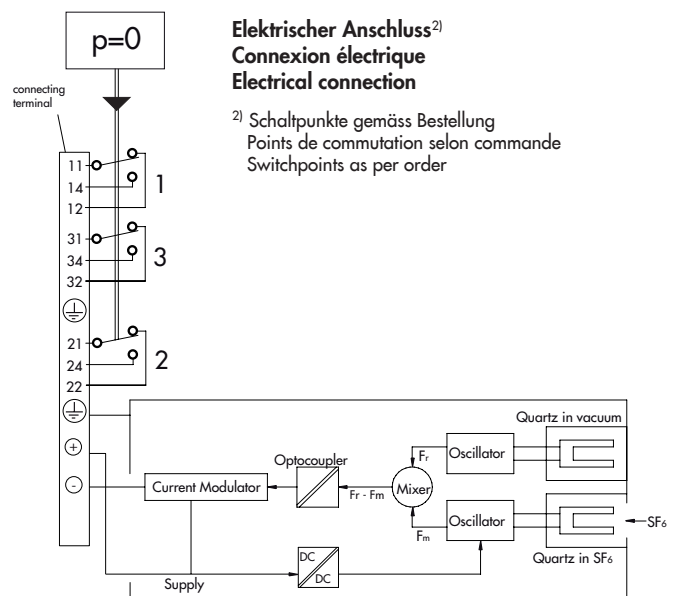 p=0
Elektrischer Anschluss²⁾
Connexion électrique
Electrical connection
²⁾ Schaltpunkte gemäss Bestellung
Points de commutation selon commande
Switchpoints as per order
connecting
terminal
11
14
12
1
31
34
32
3
21
24
22
2
+
-
Quartz in vacuum
Fr
Oscillator
Optocoupler
Current Modulator
Fr - Fm
Mixer
Oscillator
SF6
Fm
Quartz in SF6
DC
DC
Supply